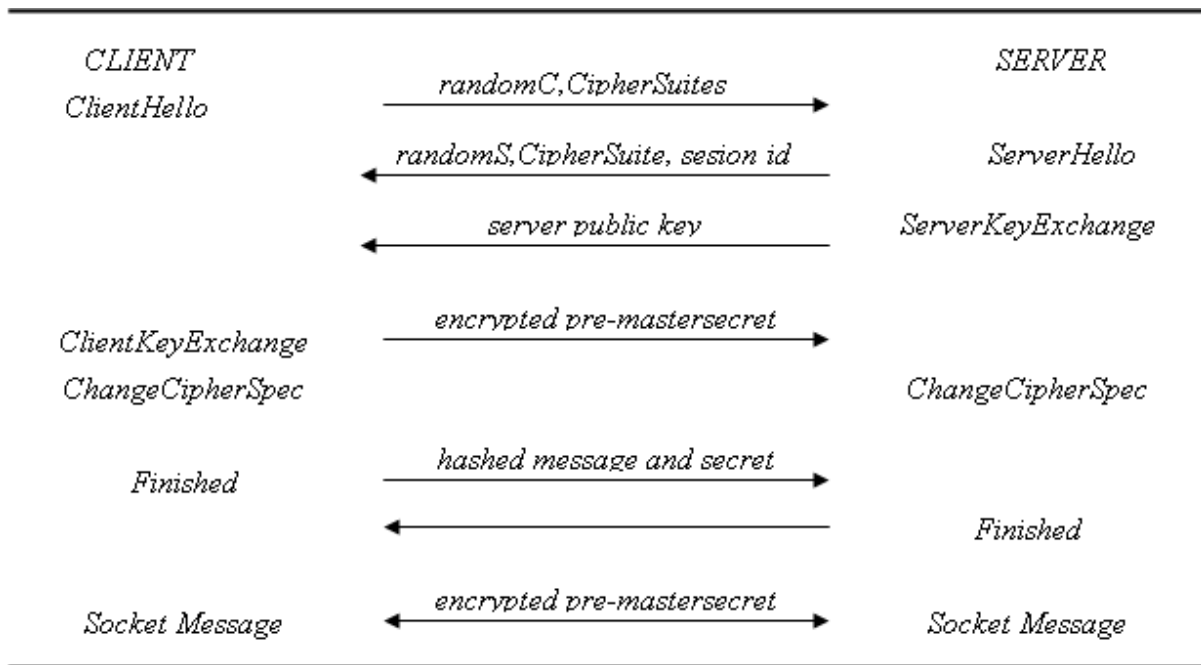 CLIENT
SERVER
randomC,CipherSuites
ClientHello
randomS,CipherSuite, sesion id
ServerHello
server public key
ServerKeyExchange
encrypted pre-mastersecret
ClientKeyExchange
ChangeCipherSpec
ChangeCipherSpec
hashed message and secret
Finished
Finished
encrypted pre-mastersecret
Socket Message
Socket Message